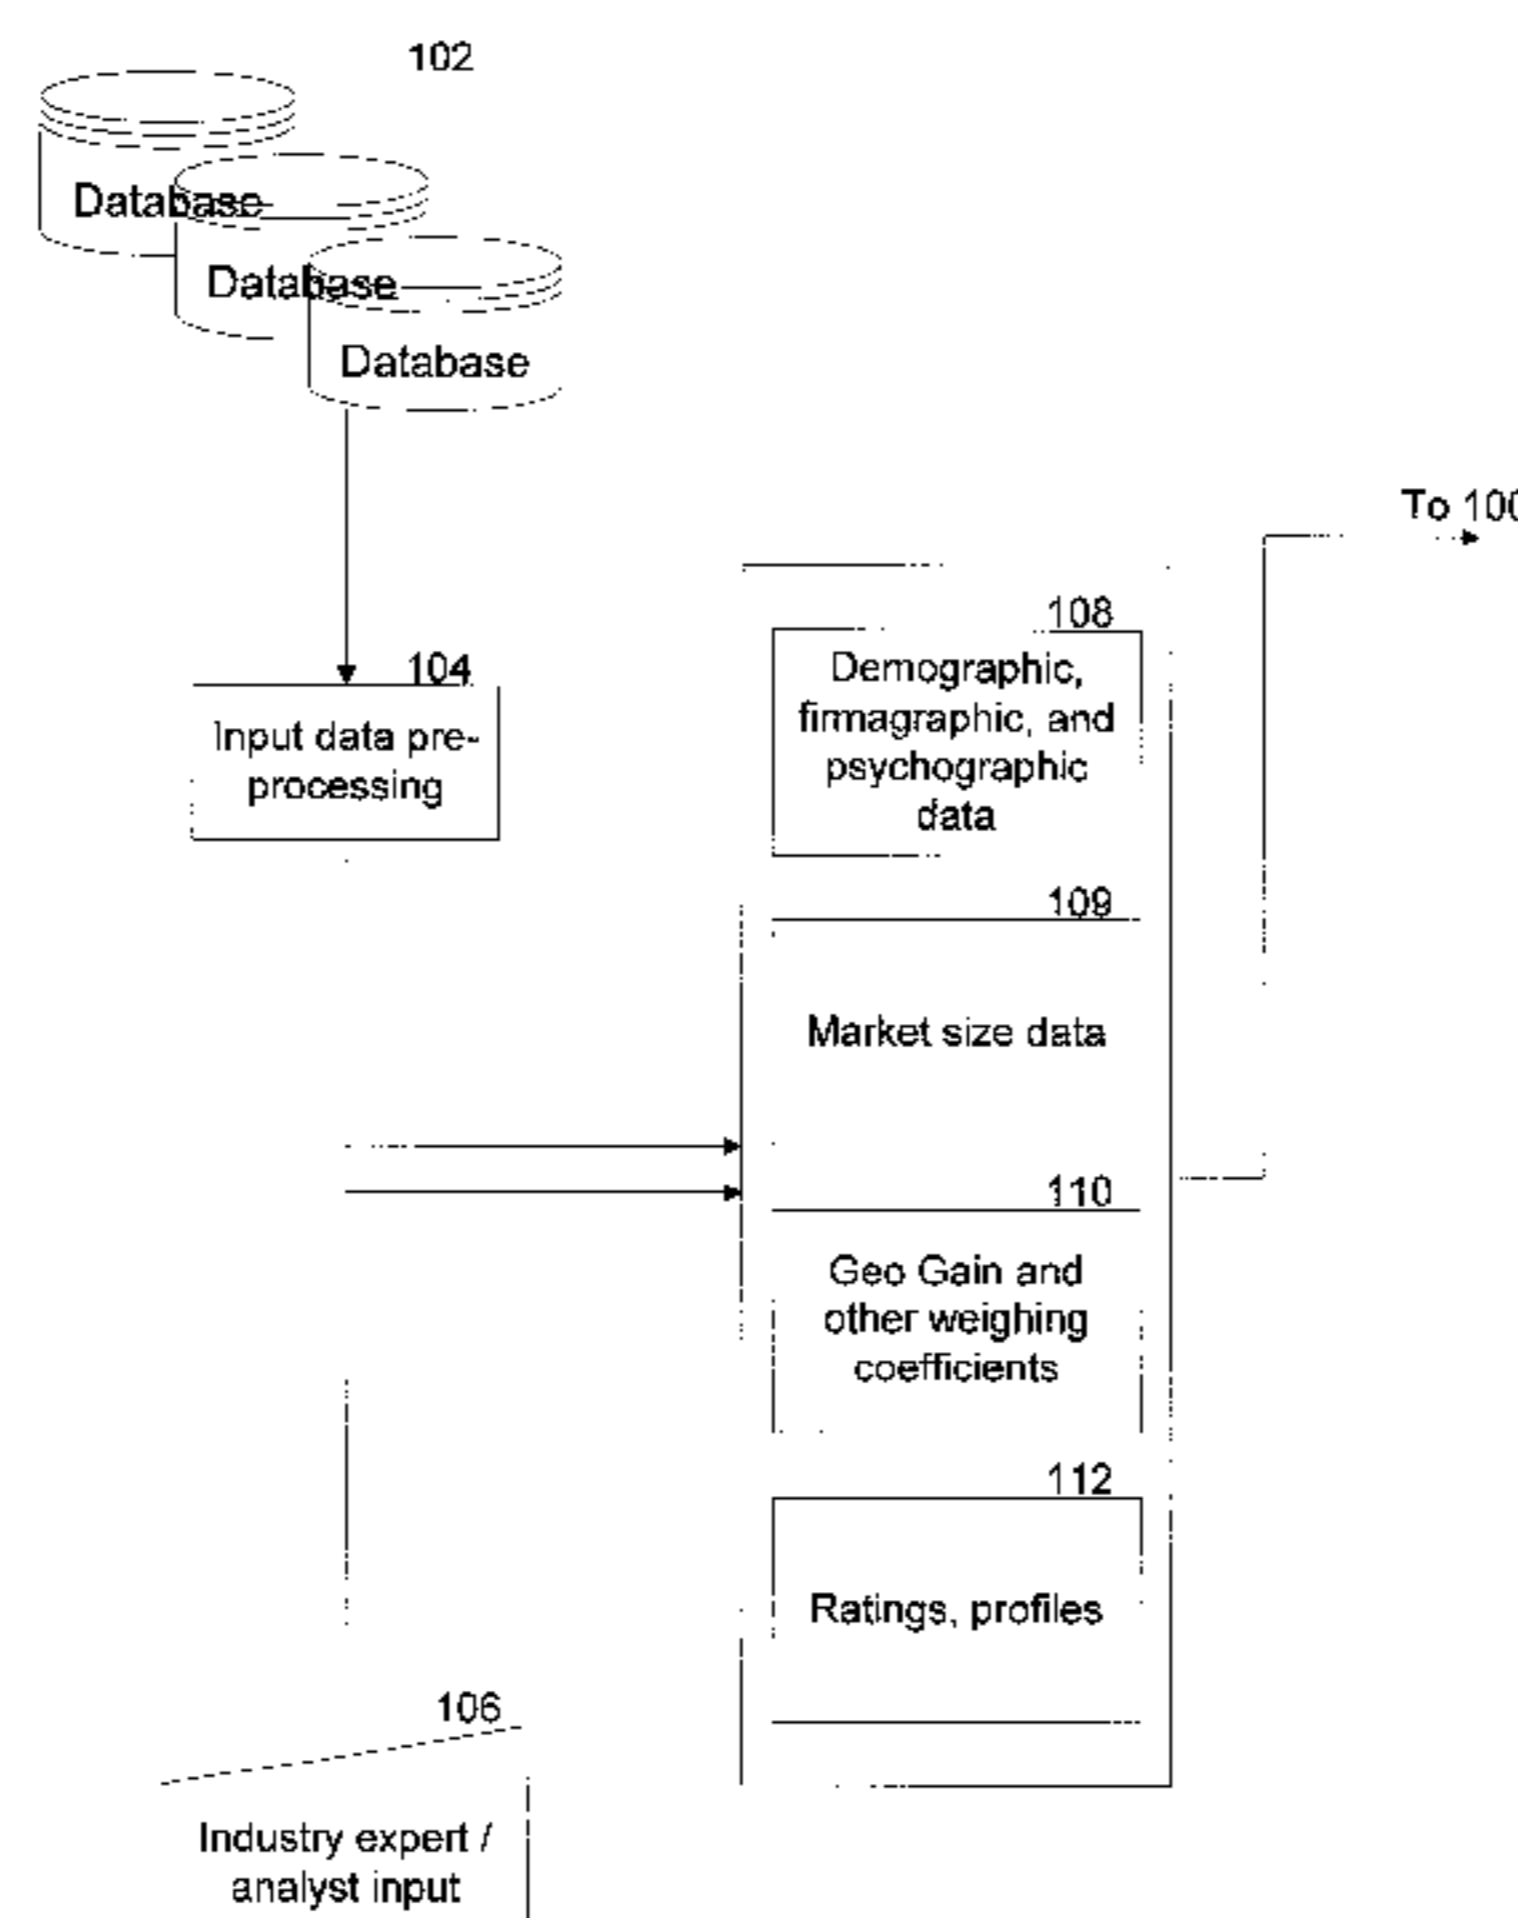 102
Database
Database
Database
To 100
108
Demographic,
firmagraphic, and
psychographic
data
104
Input data pre-
processing
109
Market size data
110
Geo Gain and
other weighing
coefficients
112
Ratings, profiles
106
Industry expert /
analyst input